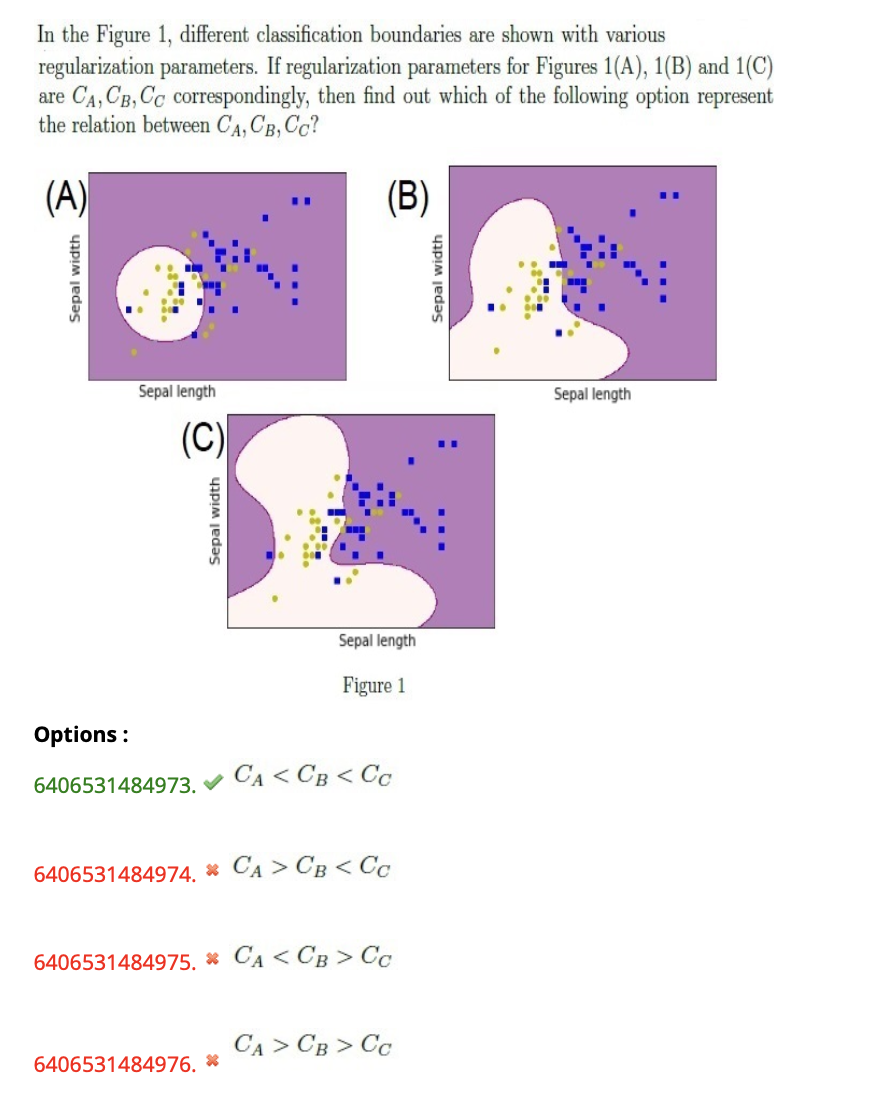 In the Figure 1, different classification boundaries are shown with various
regularization parameters. If regularization parameters for Figures 1(A), 1(B) and 1(C)
are C_A, C_B, C_C correspondingly, then find out which of the following option represent
the relation between C_A, C_B, C_C?
(A)
Sepal width
Sepal length
(B)
Sepal width
Sepal length
(C)
Sepal width
Sepal length
Figure 1
Options :
6406531484973. ✔ C_A < C_B < C_C
6406531484974. ✖ C_A > C_B < C_C
6406531484975. ✖ C_A < C_B > C_C
6406531484976. ✖ C_A > C_B > C_C